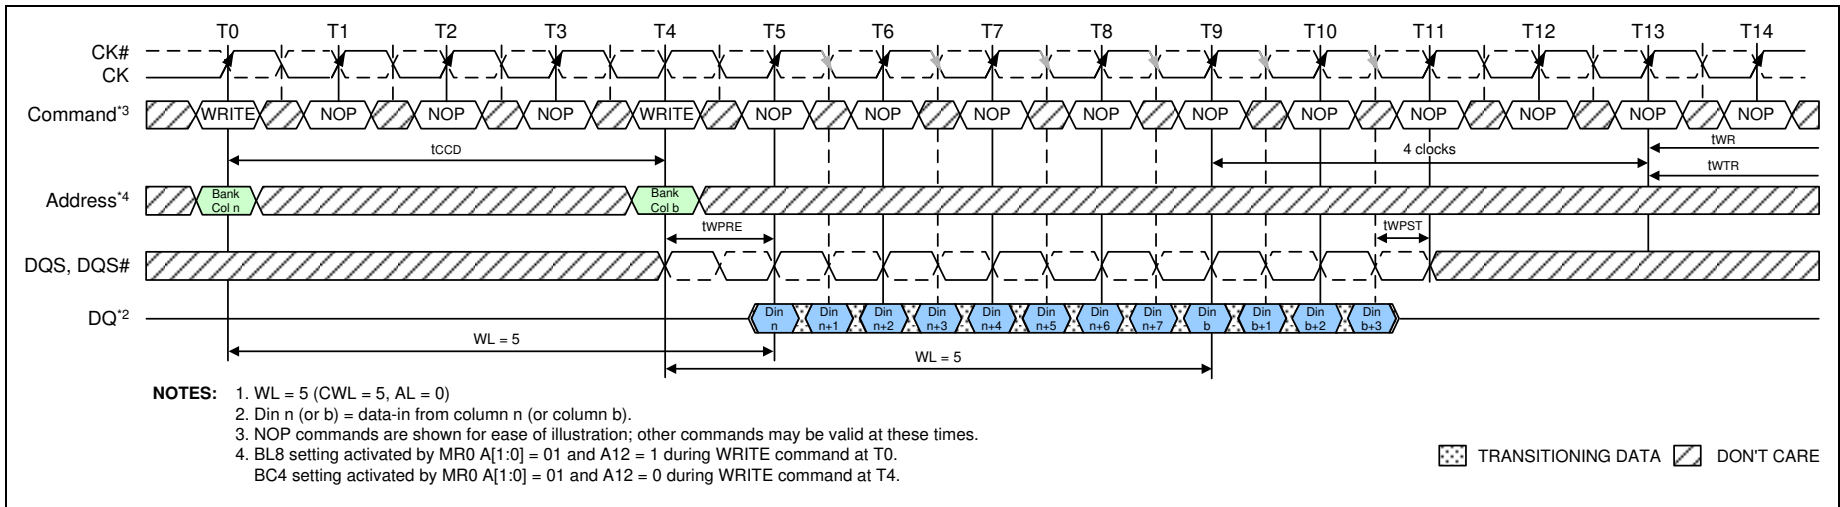 T0 T1 T2 T3 T4 T5 T6 T7 T8 T9 T10 T11 T12 T13 T14
CK#
CK
Command*3 WRITE NOP NOP NOP WRITE NOP NOP NOP NOP NOP NOP NOP NOP NOP NOP
tCCD 4 clocks tWR
tWTR
Address*4 Bank Col n Bank Col b
tWPRE tWPST
DQS, DQS#
DQ*2 Din n Din n+1 Din n+2 Din n+3 Din n+4 Din n+5 Din n+6 Din n+7 Din b Din b+1 Din b+2 Din b+3
WL = 5
WL = 5
NOTES: 1. WL = 5 (CWL = 5, AL = 0)
2. Din n (or b) = data-in from column n (or column b).
3. NOP commands are shown for ease of illustration; other commands may be valid at these times.
4. BL8 setting activated by MR0 A[1:0] = 01 and A12 = 1 during WRITE command at T0.
BC4 setting activated by MR0 A[1:0] = 01 and A12 = 0 during WRITE command at T4.
TRANSITIONING DATA DON'T CARE